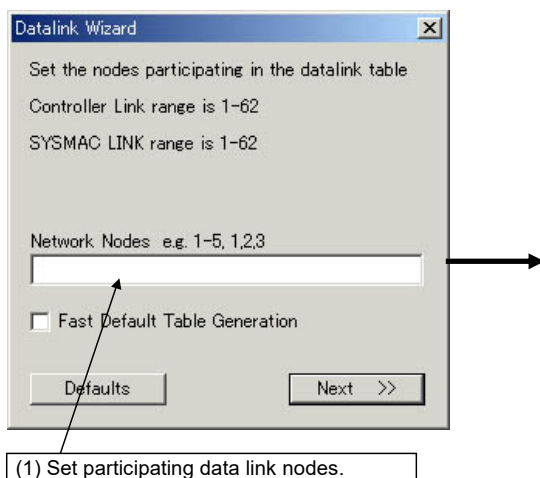 Datalink Wizard
Set the nodes participating in the datalink table
Controller Link range is 1-62
SYSMAC LINK range is 1-62
Network Nodes e.g. 1-5, 1,2,3
Fast Default Table Generation
Defaults
Next >>
(1) Set participating data link nodes.